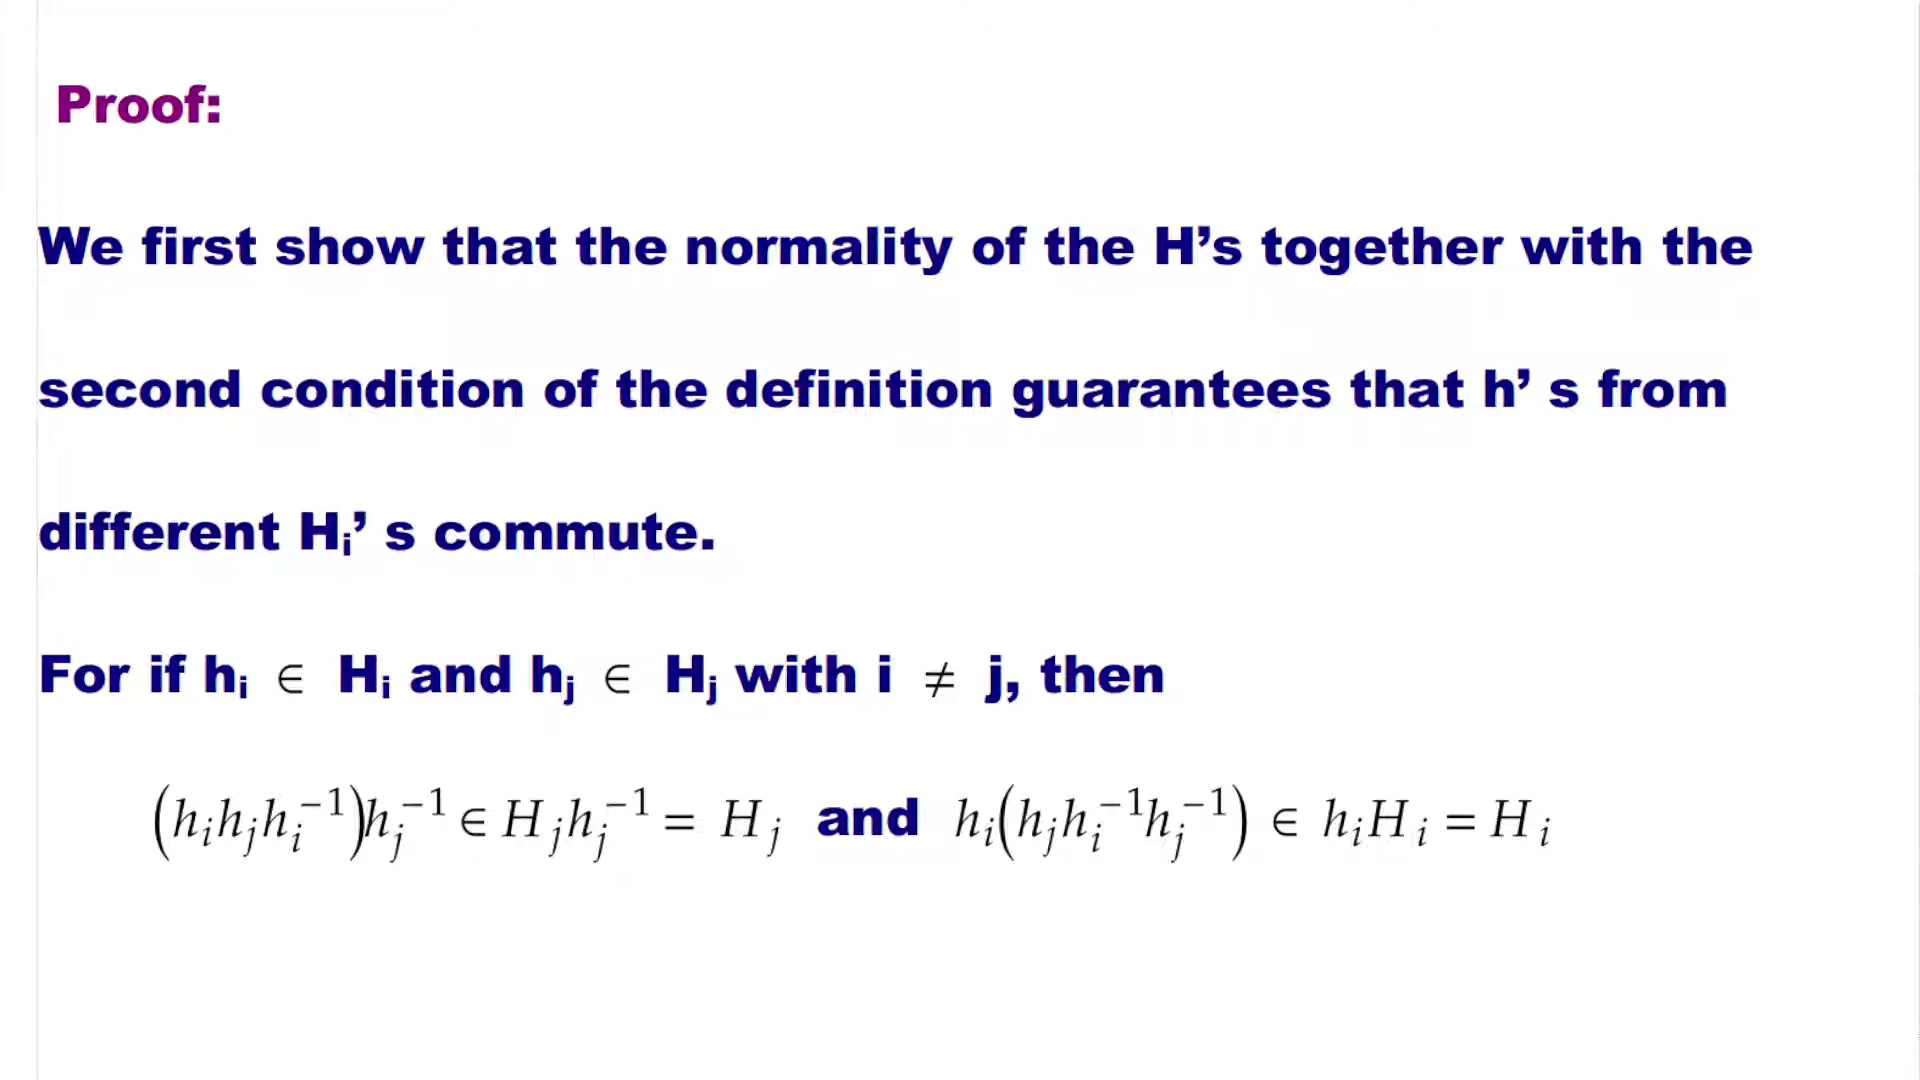 Proof:
We first show that the normality of the H’s together with the
second condition of the definition guarantees that h’ s from
different Hᵢ’ s commute.
For if hᵢ ∈ Hᵢ and hⱼ ∈ Hⱼ with i ≠ j, then
(hᵢhⱼhᵢ⁻¹)hⱼ⁻¹ ∈ Hⱼhⱼ⁻¹ = Hⱼ and hᵢ(hⱼhᵢ⁻¹hⱼ⁻¹) ∈ hᵢHᵢ = Hᵢ